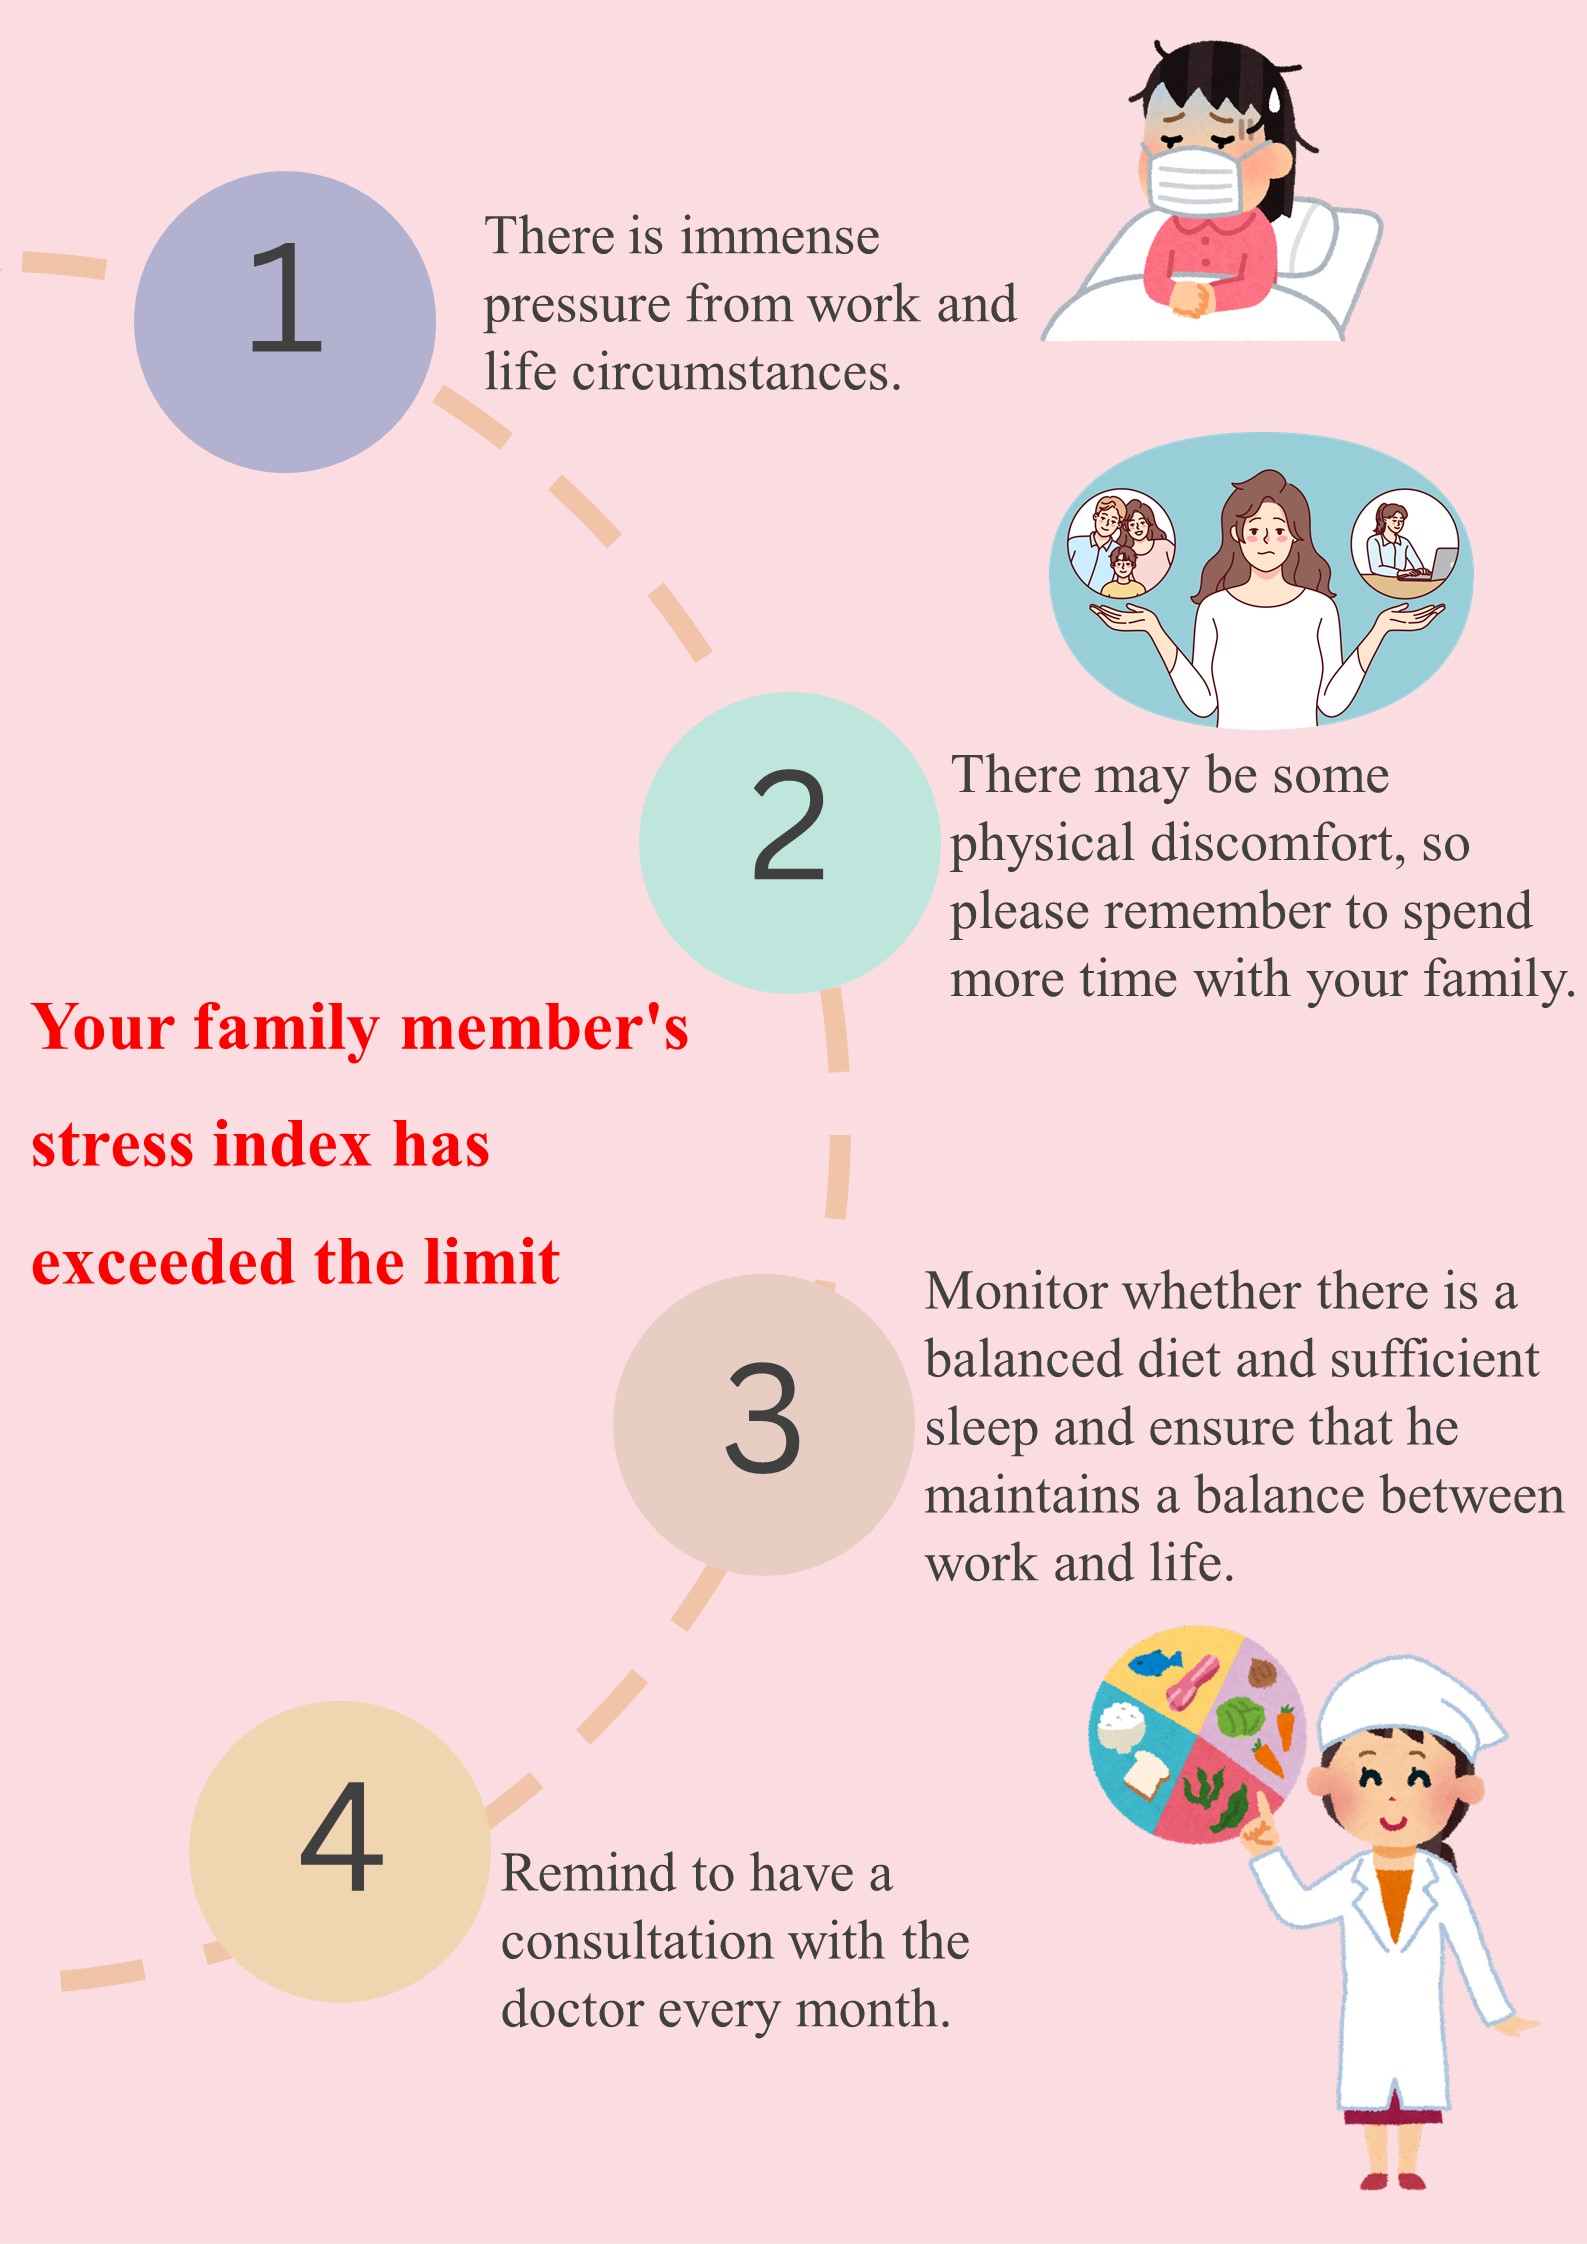 1
There is immense
pressure from work and
life circumstances.
2
There may be some
physical discomfort, so
please remember to spend
more time with your family.
Your family member's
stress index has
exceeded the limit
3
Monitor whether there is a
balanced diet and sufficient
sleep and ensure that he
maintains a balance between
work and life.
4
Remind to have a
consultation with the
doctor every month.